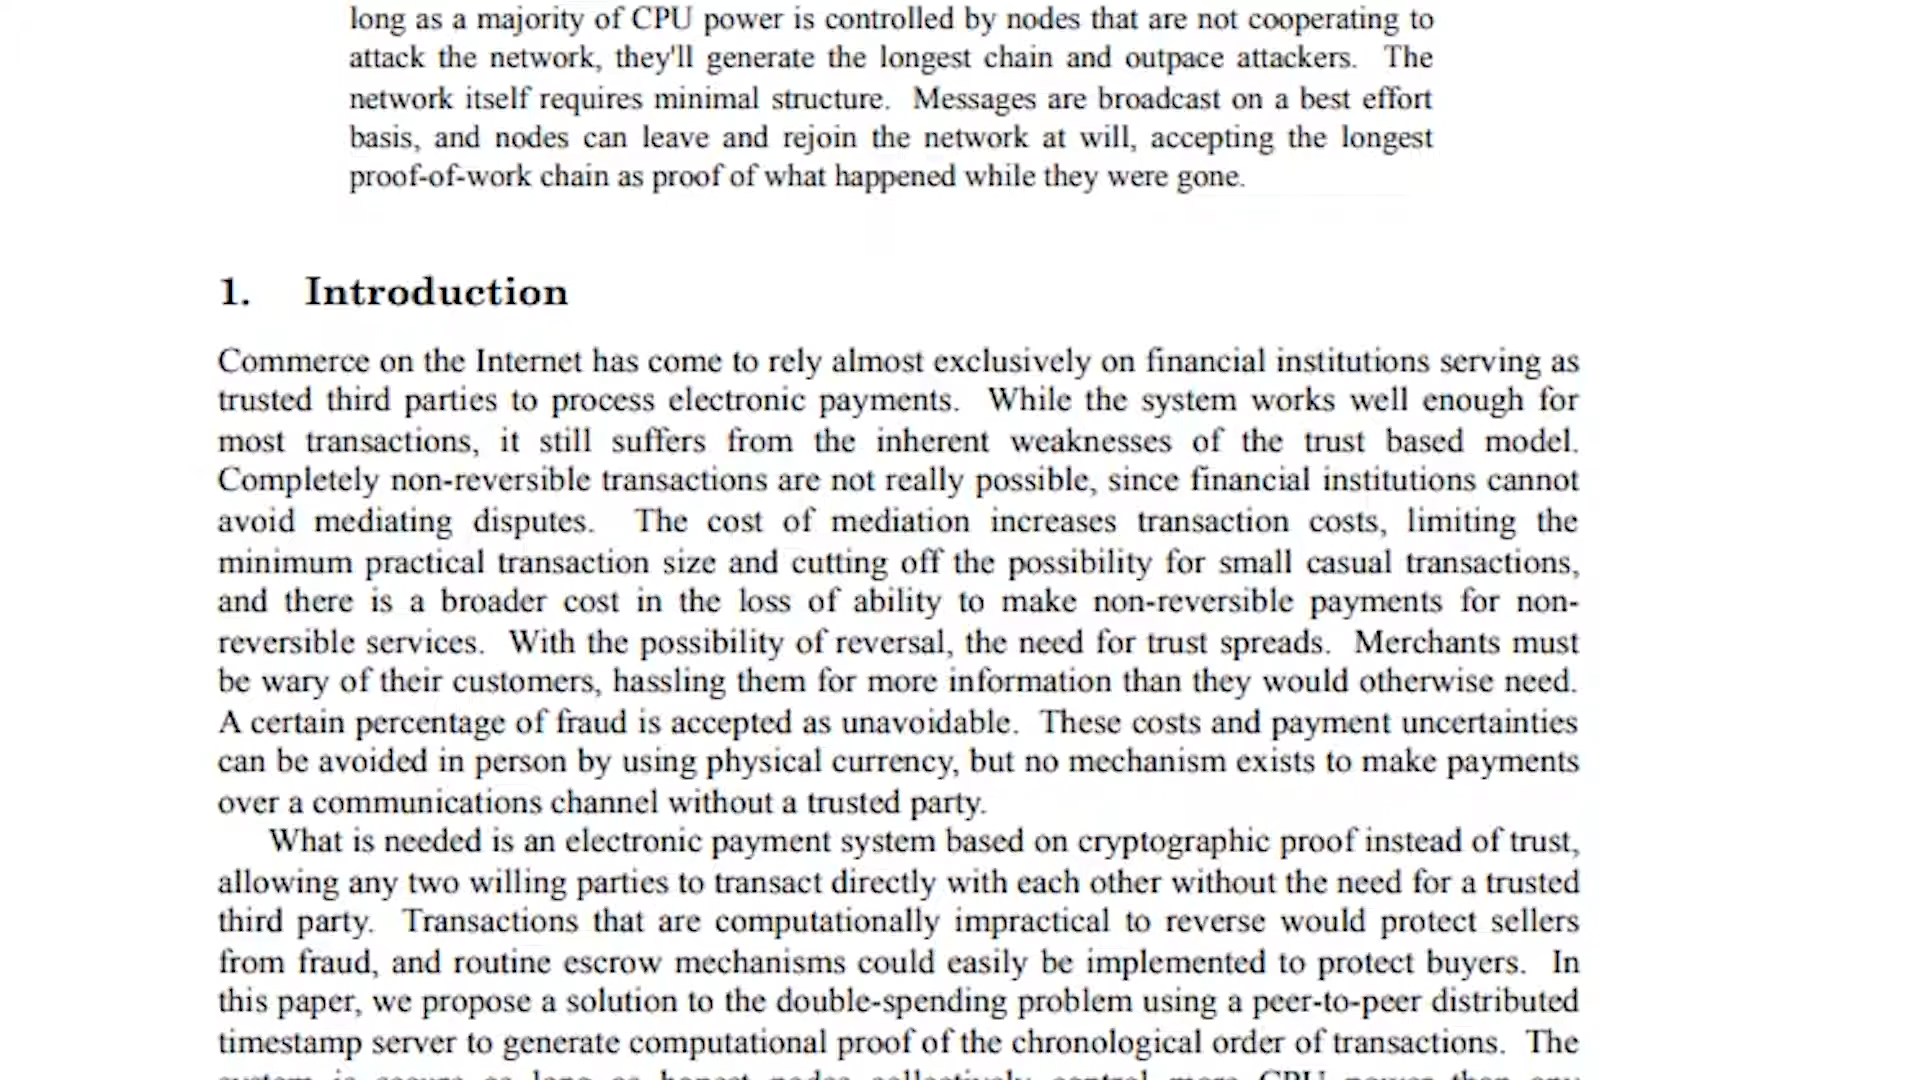 long as a majority of CPU power is controlled by nodes that are not cooperating to
attack the network, they'll generate the longest chain and outpace attackers. The
network itself requires minimal structure. Messages are broadcast on a best effort
basis, and nodes can leave and rejoin the network at will, accepting the longest
proof-of-work chain as proof of what happened while they were gone.
1. Introduction
Commerce on the Internet has come to rely almost exclusively on financial institutions serving as
trusted third parties to process electronic payments. While the system works well enough for
most transactions, it still suffers from the inherent weaknesses of the trust based model.
Completely non-reversible transactions are not really possible, since financial institutions cannot
avoid mediating disputes. The cost of mediation increases transaction costs, limiting the
minimum practical transaction size and cutting off the possibility for small casual transactions,
and there is a broader cost in the loss of ability to make non-reversible payments for non-
reversible services. With the possibility of reversal, the need for trust spreads. Merchants must
be wary of their customers, hassling them for more information than they would otherwise need.
A certain percentage of fraud is accepted as unavoidable. These costs and payment uncertainties
can be avoided in person by using physical currency, but no mechanism exists to make payments
over a communications channel without a trusted party.
What is needed is an electronic payment system based on cryptographic proof instead of trust,
allowing any two willing parties to transact directly with each other without the need for a trusted
third party. Transactions that are computationally impractical to reverse would protect sellers
from fraud, and routine escrow mechanisms could easily be implemented to protect buyers. In
this paper, we propose a solution to the double-spending problem using a peer-to-peer distributed
timestamp server to generate computational proof of the chronological order of transactions. The